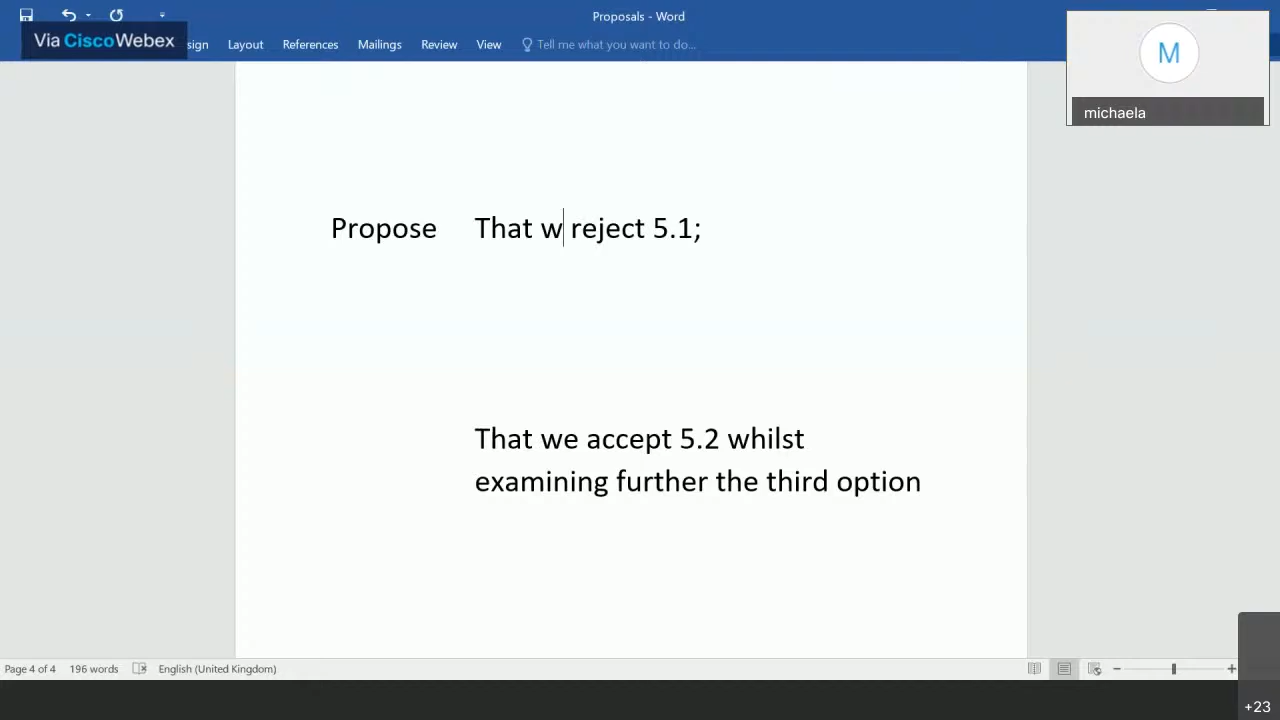 Proposals - Word
Via CiscoWebex
sign Layout References Mailings Review View Tell me what you want to do...
M
michaela
Propose That w reject 5.1;
That we accept 5.2 whilst
examining further the third option
Page 4 of 4 196 words English (United Kingdom)
+23